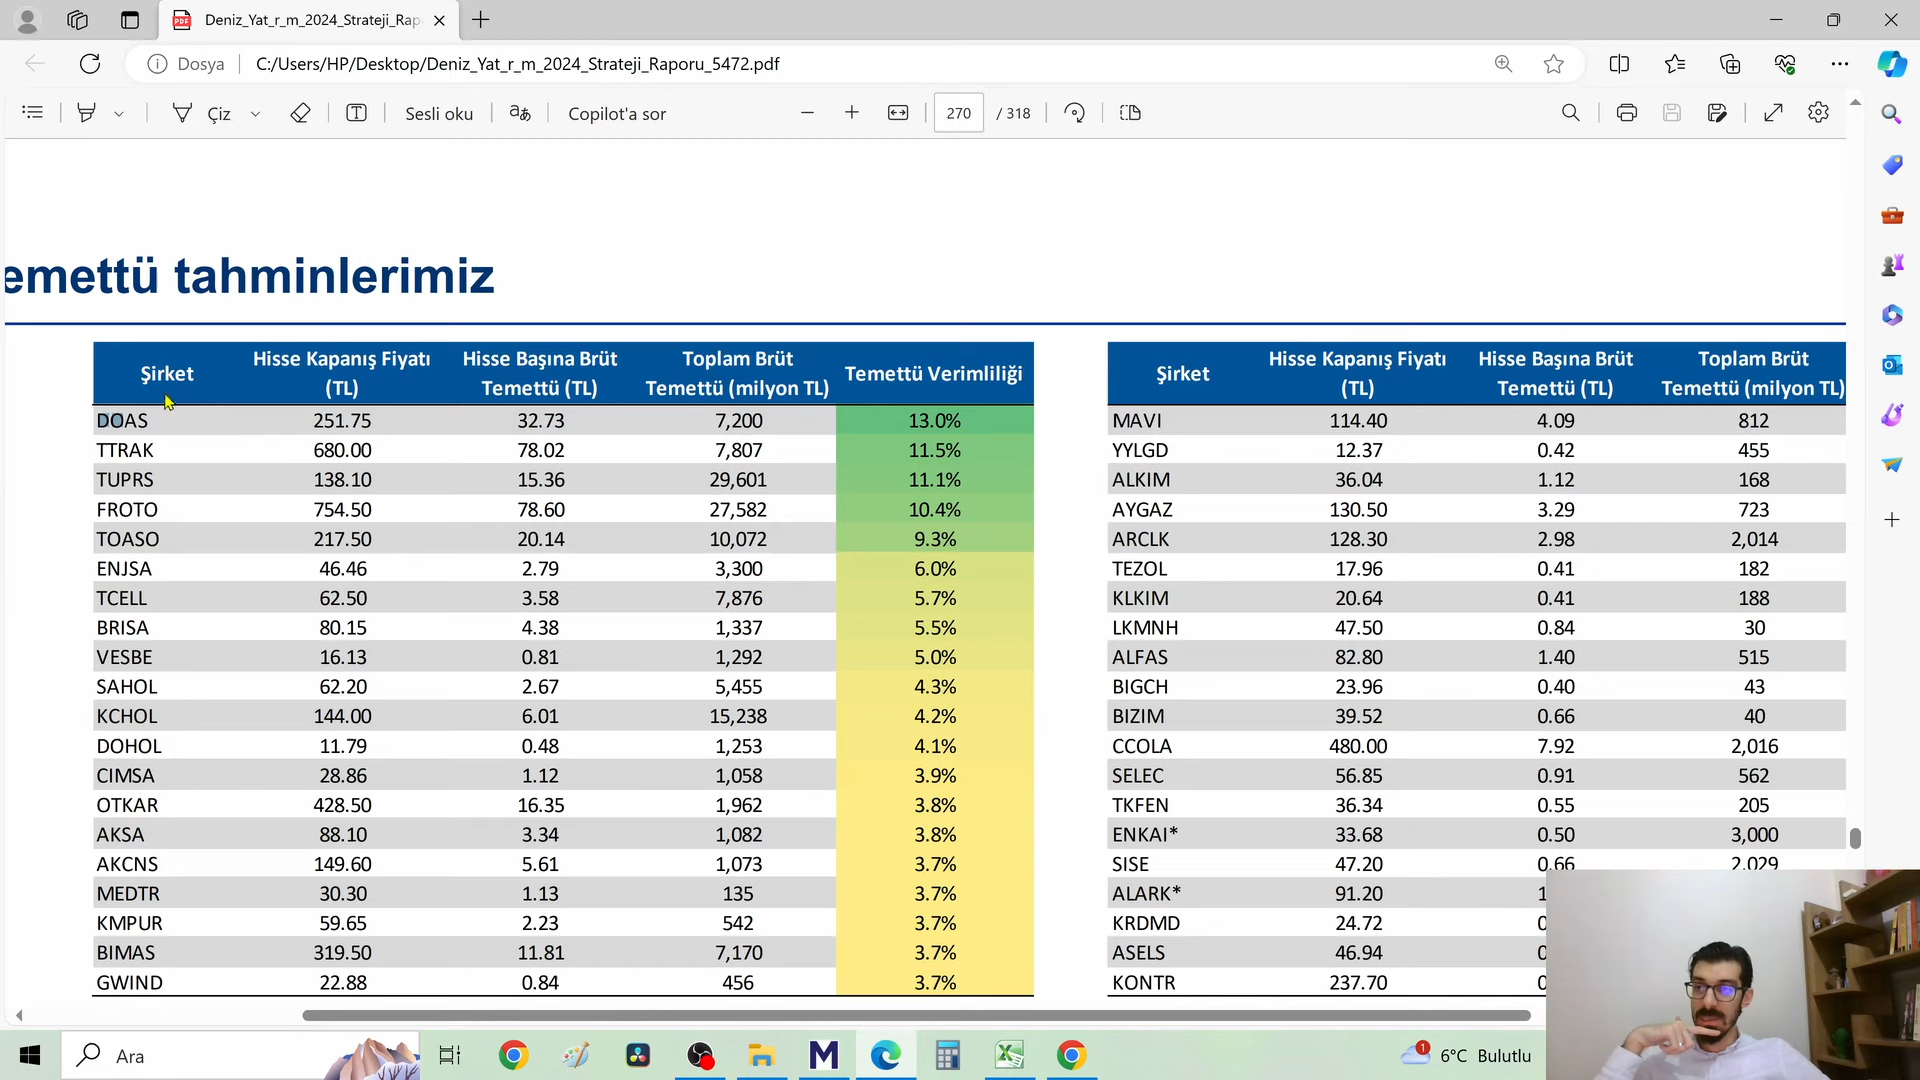 Deniz_Yat_r_m_2024_Strateji_Rap
Dosya
C:/Users/HP/Desktop/Deniz_Yat_r_m_2024_Strateji_Raporu_5472.pdf
Çiz
Sesli oku
Copilot'a sor
270 / 318
emettü tahminlerimiz
Şirket Hisse Kapanış Fiyatı (TL) Hisse Başına Brüt Temettü (TL) Toplam Brüt Temettü (milyon TL) Temettü Verimliliği
DOAS 251.75 32.73 7,200 13.0%
TTRAK 680.00 78.02 7,807 11.5%
TUPRS 138.10 15.36 29,601 11.1%
FROTO 754.50 78.60 27,582 10.4%
TOASO 217.50 20.14 10,072 9.3%
ENJSA 46.46 2.79 3,300 6.0%
TCELL 62.50 3.58 7,876 5.7%
BRISA 80.15 4.38 1,337 5.5%
VESBE 16.13 0.81 1,292 5.0%
SAHOL 62.20 2.67 5,455 4.3%
KCHOL 144.00 6.01 15,238 4.2%
DOHOL 11.79 0.48 1,253 4.1%
CIMSA 28.86 1.12 1,058 3.9%
OTKAR 428.50 16.35 1,962 3.8%
AKSA 88.10 3.34 1,082 3.8%
AKCNS 149.60 5.61 1,073 3.7%
MEDTR 30.30 1.13 135 3.7%
KMPUR 59.65 2.23 542 3.7%
BIMAS 319.50 11.81 7,170 3.7%
GWIND 22.88 0.84 456 3.7%
Şirket Hisse Kapanış Fiyatı (TL) Hisse Başına Brüt Temettü (TL) Toplam Brüt Temettü (milyon TL)
MAVI 114.40 4.09 812
YYLGD 12.37 0.42 455
ALKIM 36.04 1.12 168
AYGAZ 130.50 3.29 723
ARCLK 128.30 2.98 2,014
TEZOL 17.96 0.41 182
KLKIM 20.64 0.41 188
LKMNH 47.50 0.84 30
ALFAS 82.80 1.40 515
BIGCH 23.96 0.40 43
BIZIM 39.52 0.66 40
CCOLA 480.00 7.92 2,016
SELEC 56.85 0.91 562
TKFEN 36.34 0.55 205
ENKAI* 33.68 0.50 3,000
SISE 47.20 0.66 2,029
ALARK* 91.20 1
KRDMD 24.72 0
ASELS 46.94 0
KONTR 237.70 0
Ara
1
6°C Bulutlu